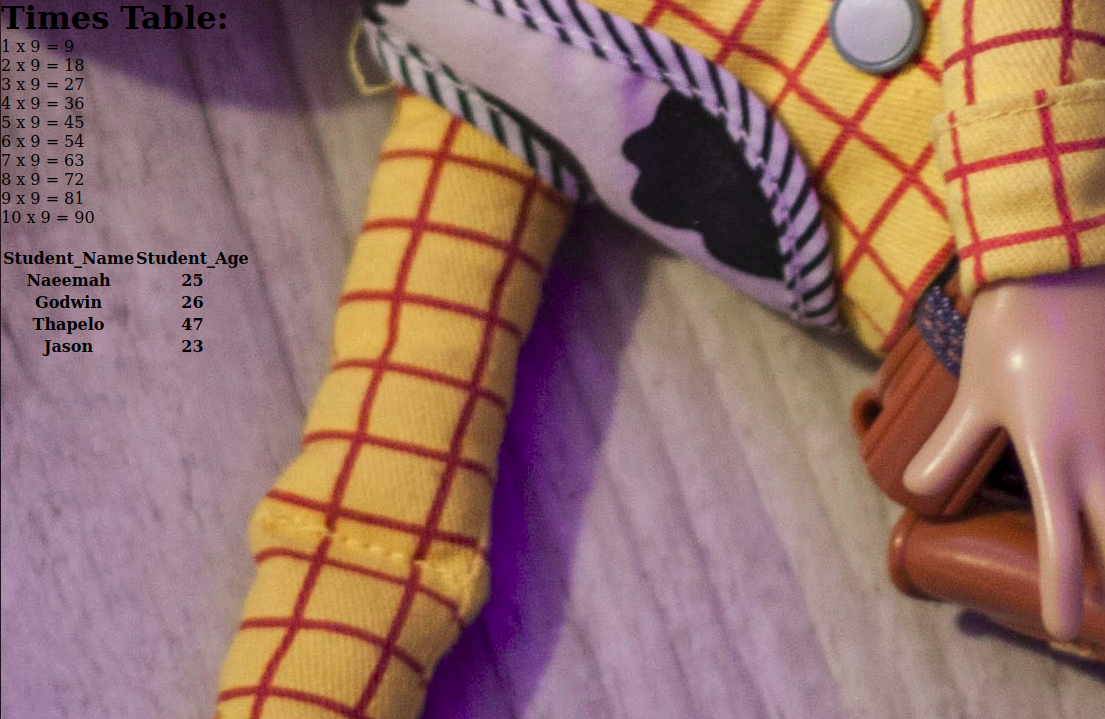 Times Table:
1 x 9 = 9
2 x 9 = 18
3 x 9 = 27
4 x 9 = 36
5 x 9 = 45
6 x 9 = 54
7 x 9 = 63
8 x 9 = 72
9 x 9 = 81
10 x 9 = 90
Student_Name Student_Age
Naeemah 25
Godwin 26
Thapelo 47
Jason 23